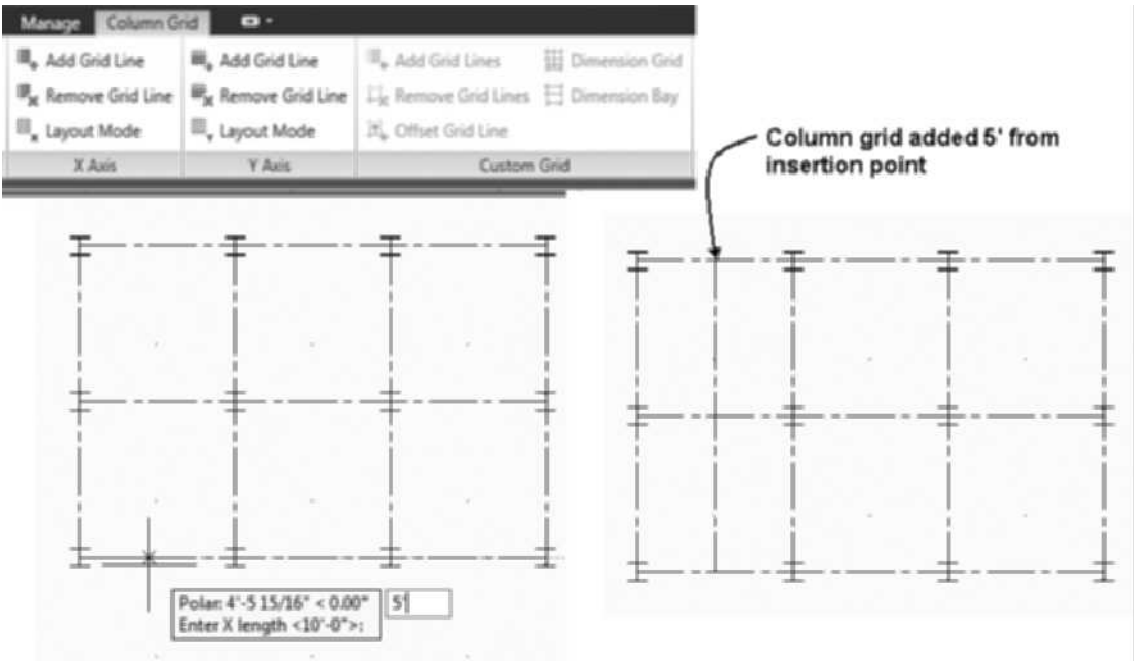 Manage Column Grid
Add Grid Line Add Grid Line Add Grid Lines Dimension Grid
Remove Grid Line Remove Grid Line Remove Grid Lines Dimension Bay
Layout Mode Layout Mode Offset Grid Line
X Axis Y Axis Custom Grid
Column grid added 5' from
insertion point
Polar: 4'-5 15/16" < 0.00° 5'
Enter X length <10'-0">: